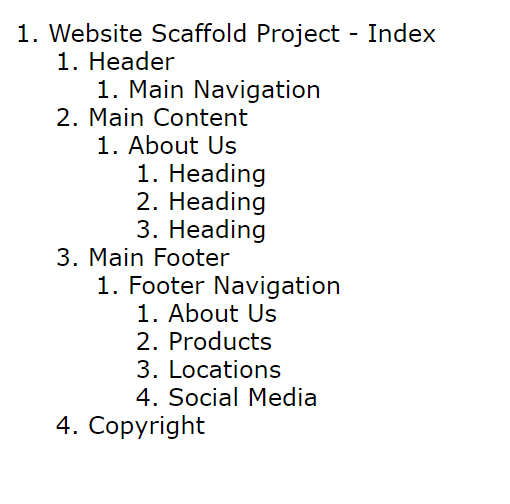 1. Website Scaffold Project - Index
1. Header
1. Main Navigation
2. Main Content
1. About Us
1. Heading
2. Heading
3. Heading
3. Main Footer
1. Footer Navigation
1. About Us
2. Products
3. Locations
4. Social Media
4. Copyright